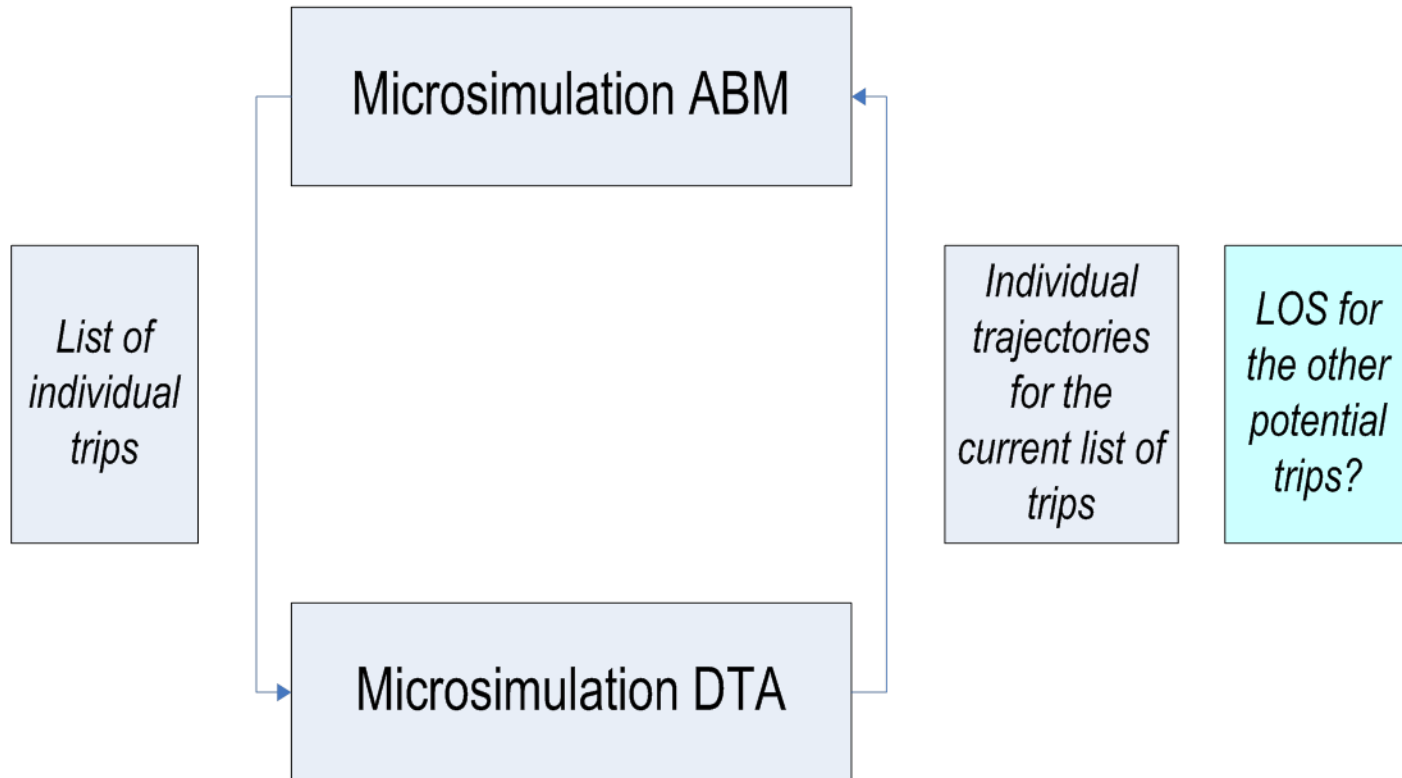 Microsimulation ABM
List of
individual
trips
Individual
trajectories
for the
current list of
trips
LOS for
the other
potential
trips?
Microsimulation DTA